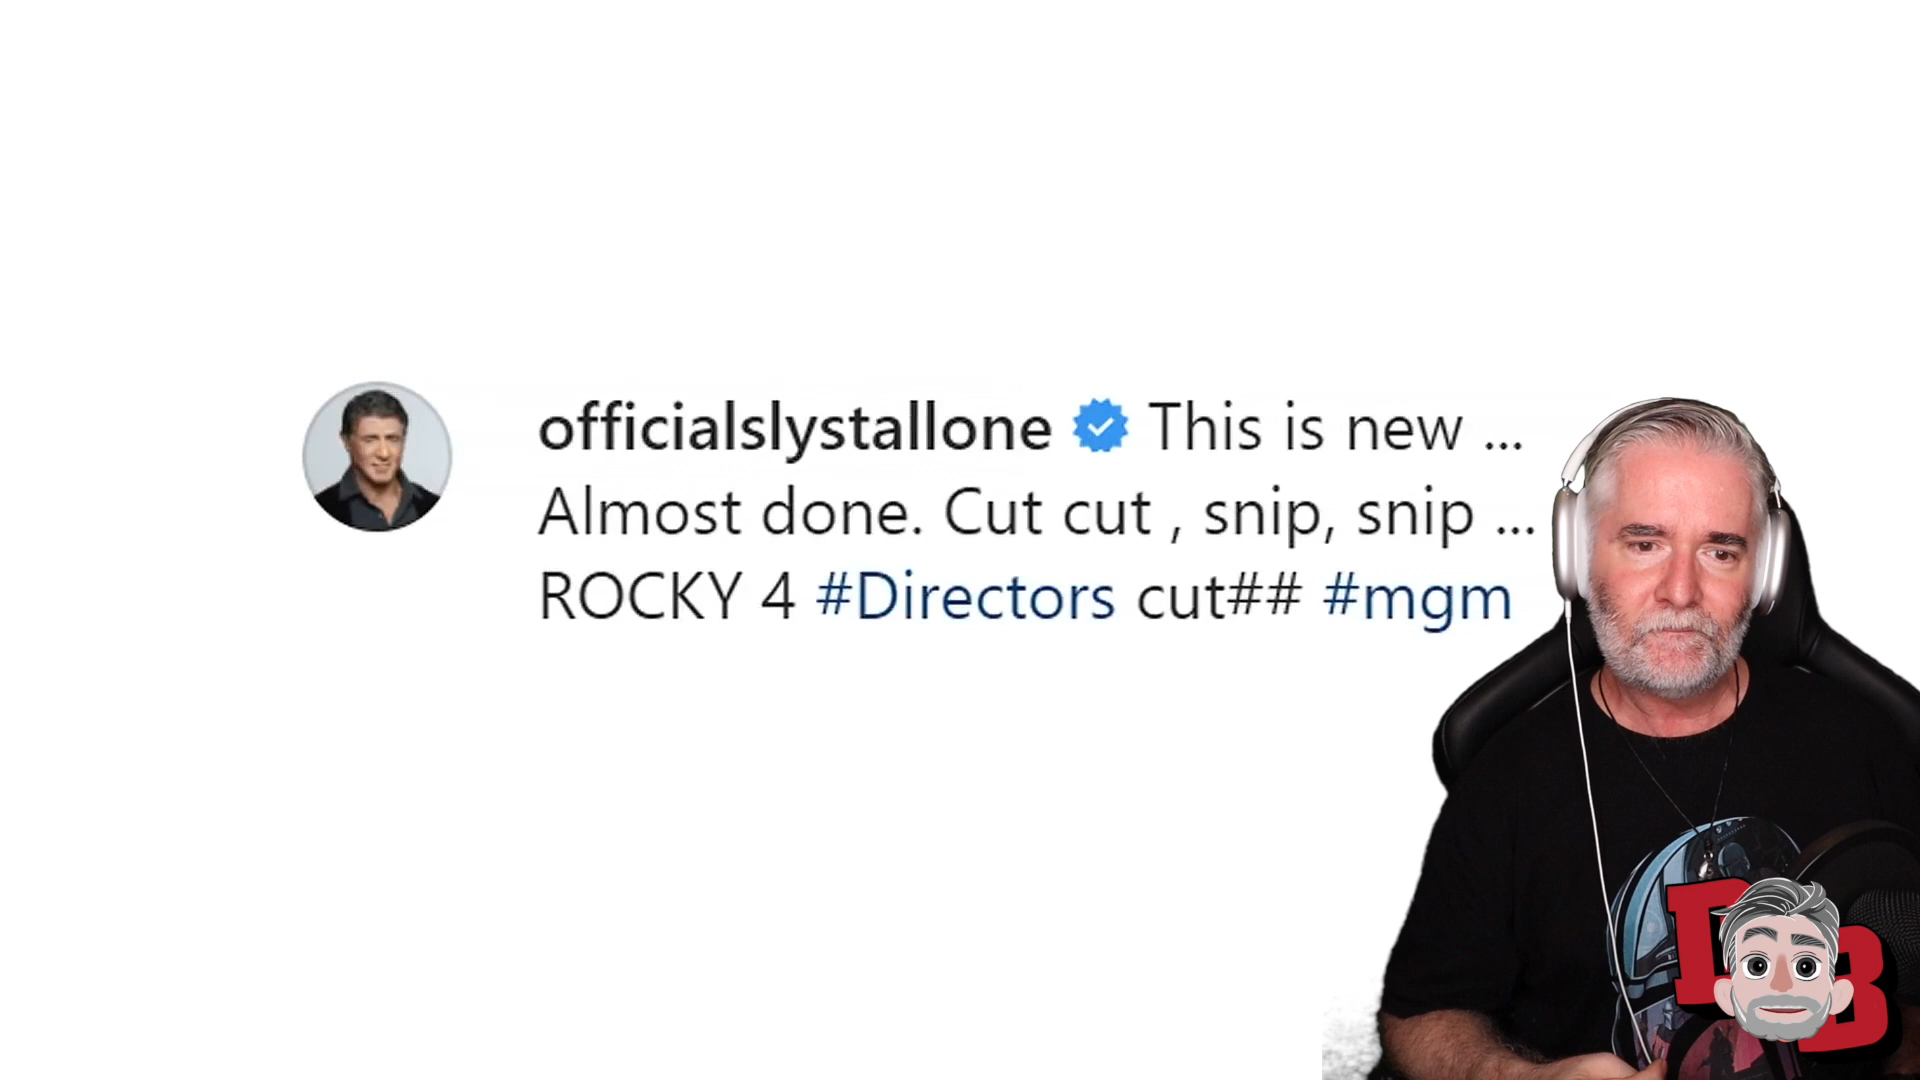 officialslystallone This is new ...
Almost done. Cut cut , snip, snip ...
ROCKY 4 #Directors cut## #mgm
B